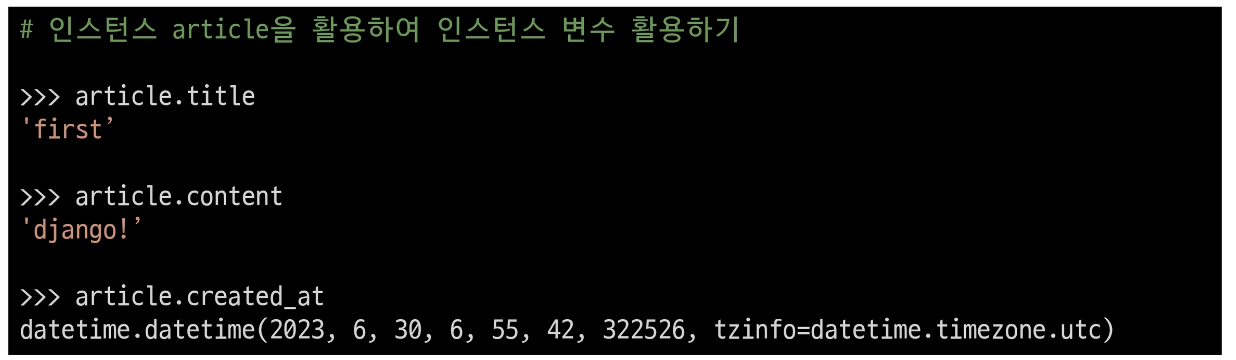 # 인스턴스 article을 활용하여 인스턴스 변수 활용하기
>>> article.title
'first’
>>> article.content
'django!’
>>> article.created_at
datetime.datetime(2023, 6, 30, 6, 55, 42, 322526, tzinfo=datetime.timezone.utc)